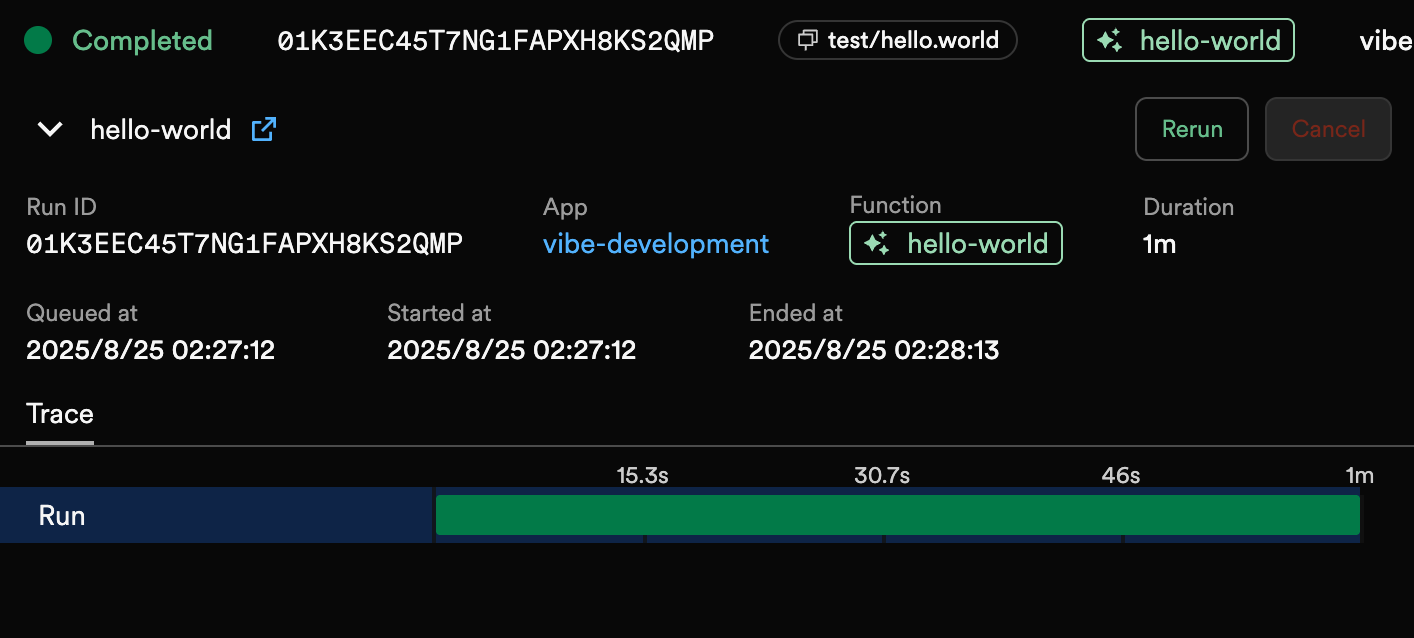 Completed 01K3EEC45T7NG1FAPXH8KS2QMP test/hello.world hello-world vibe
hello-world Rerun Cancel
Run ID App Function Duration
01K3EEC45T7NG1FAPXH8KS2QMP vibe-development hello-world 1m
Queued at Started at Ended at
2025/8/25 02:27:12 2025/8/25 02:27:12 2025/8/25 02:28:13
Trace
15.3s 30.7s 46s 1m
Run